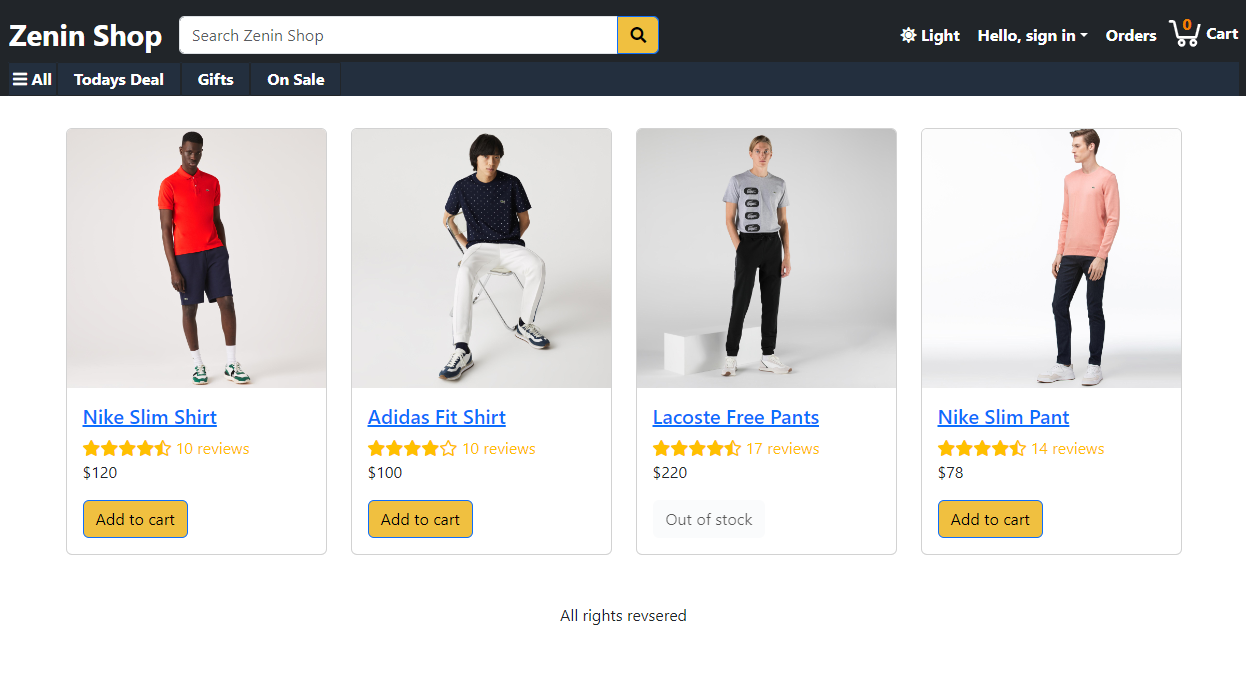 Zenin Shop
Search Zenin Shop
Light
Hello, sign in
Orders
0
Cart
All
Todays Deal
Gifts
On Sale
Nike Slim Shirt
10 reviews
$120
Add to cart
Adidas Fit Shirt
10 reviews
$100
Add to cart
Lacoste Free Pants
17 reviews
$220
Out of stock
Nike Slim Pant
14 reviews
$78
Add to cart
All rights revsered